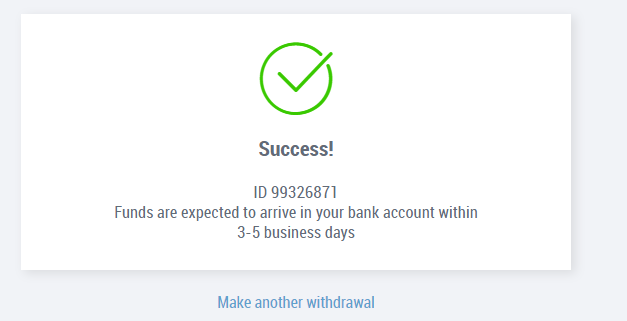 Success!
ID 99326871
Funds are expected to arrive in your bank account within
3-5 business days
Make another withdrawal